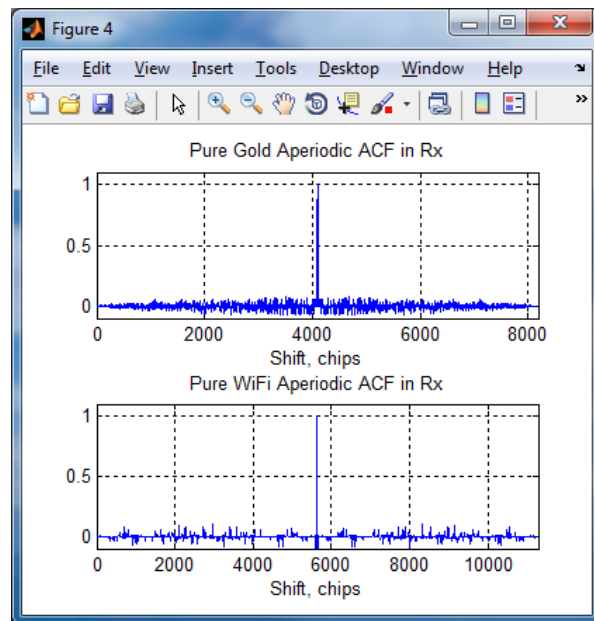 Figure 4
File Edit View Insert Tools Desktop Window Help
Pure Gold Aperiodic ACF in Rx
1
0.5
0
0 2000 4000 6000 8000
Shift, chips
Pure WiFi Aperiodic ACF in Rx
1
0.5
0
0 2000 4000 6000 8000 10000
Shift, chips